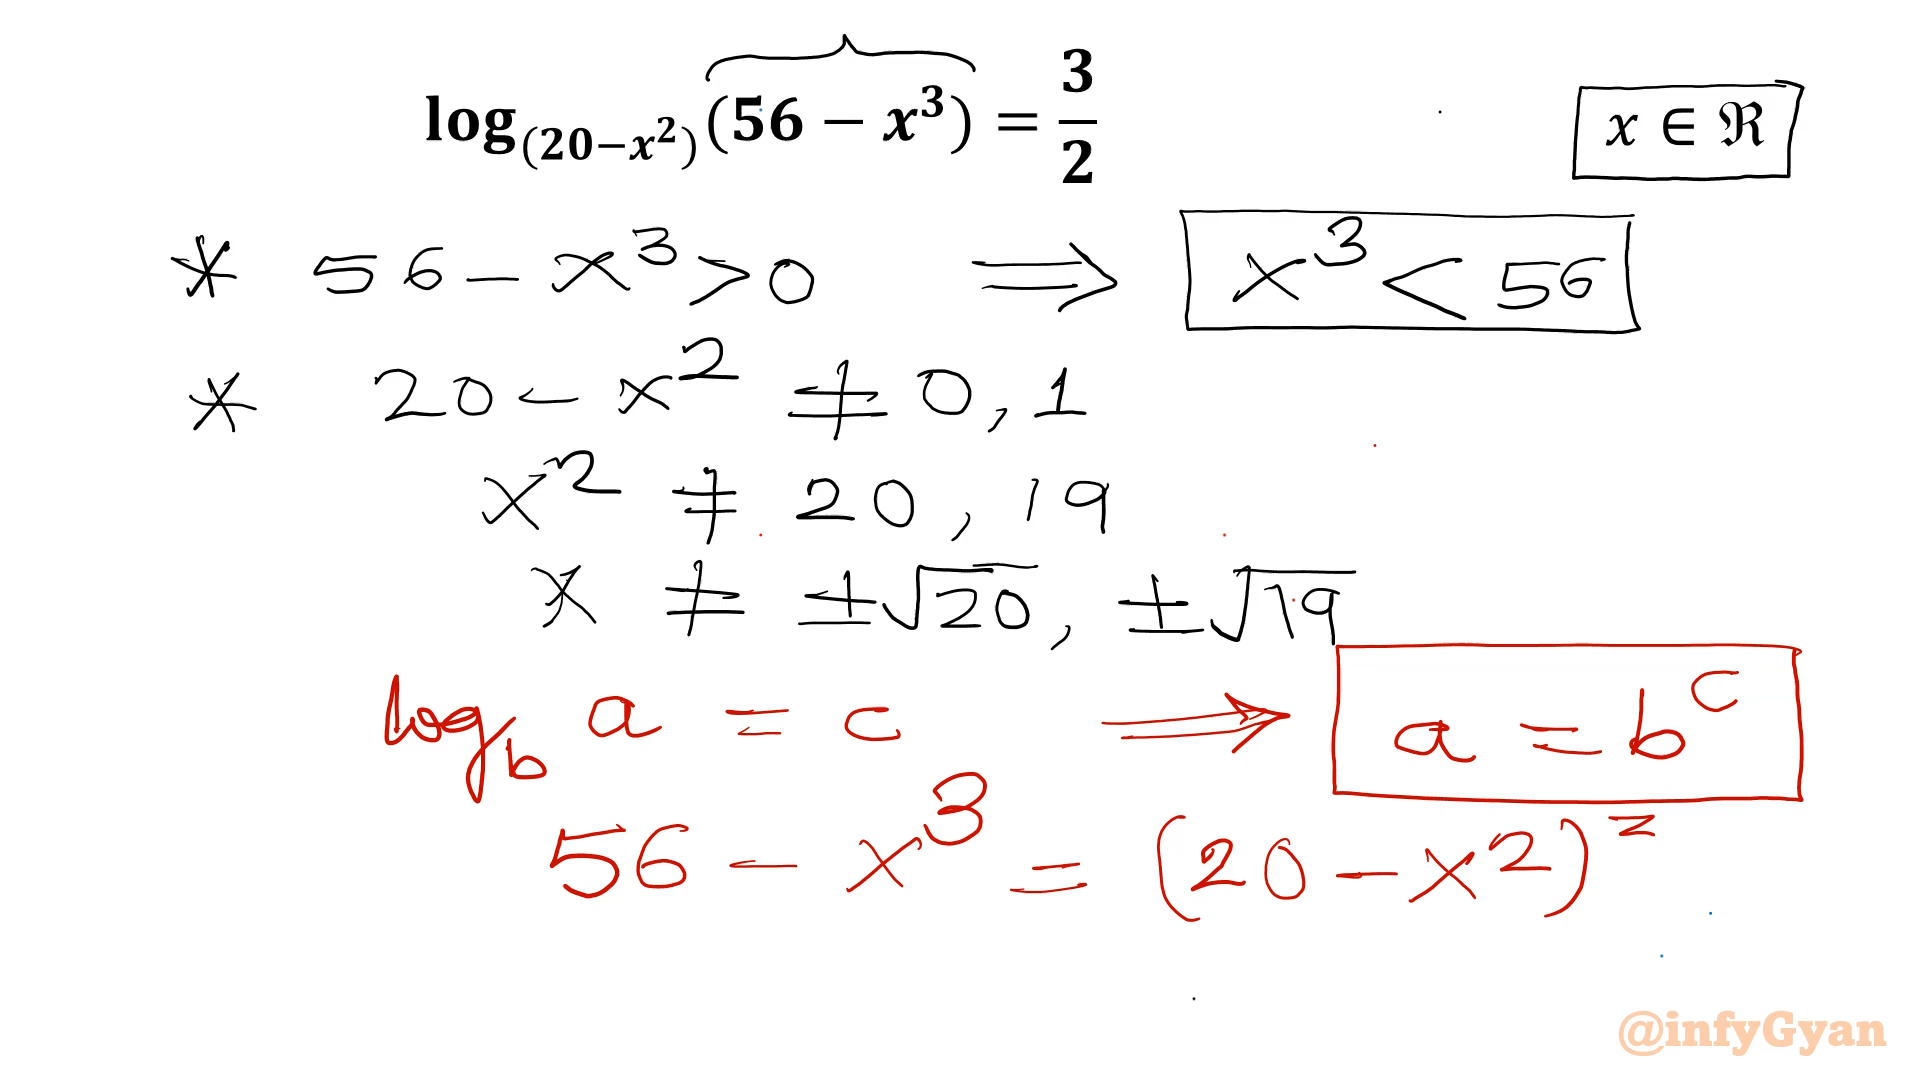 log_(20−x²) (56 − x³) = 3/2
x ∈ ℜ
* 56 − x³ > 0 ⟹ x³ < 56
* 20 − x² ≠ 0, 1
x² ≠ 20, 19
x ≠ ±√20, ±√19
log_b a = c ⟹ a = b^c
56 − x³ = (20 − x²)
@infyGyan